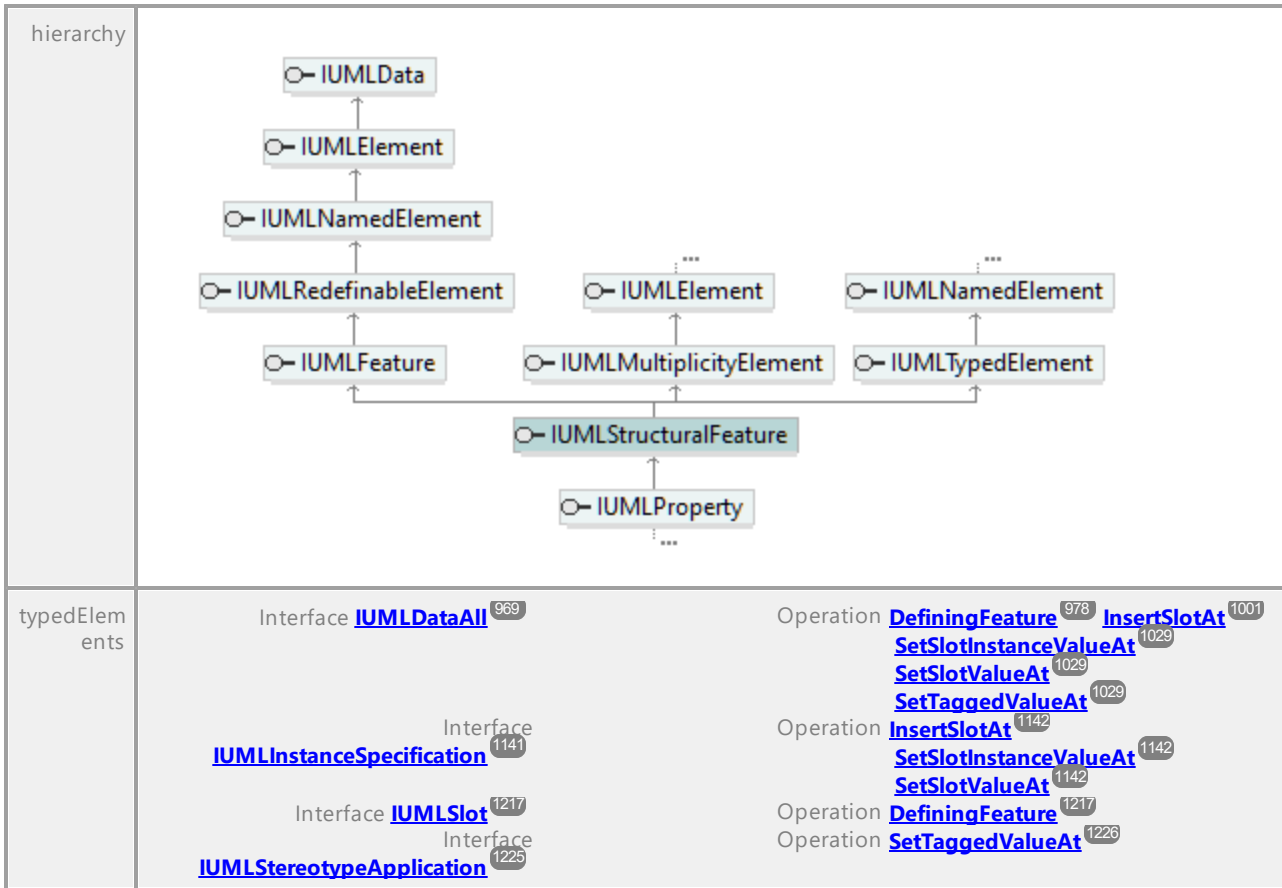 hierarchy
IUMLData
IUMLElement
IUMLNamedElement
...
...
IUMLRedefinableElement
IUMLElement
IUMLNamedElement
IUMLFeature
IUMLMultiplicityElement
IUMLTypedElement
IUMLStructuralFeature
IUMLProperty
...
typedElem
ents
Interface IUMLDataAll 969
Operation DefiningFeature 978 InsertSlotAt 1001
SetSlotInstanceValueAt 1029
SetSlotValueAt 1029
SetTaggedValueAt 1029
Interface
IUMLInstanceSpecification 1141
Operation InsertSlotAt 1142
SetSlotInstanceValueAt 1142
SetSlotValueAt 1142
Interface IUMLSlot 1217
Operation DefiningFeature 1217
Interface
IUMLStereotypeApplication 1225
Operation SetTaggedValueAt 1226